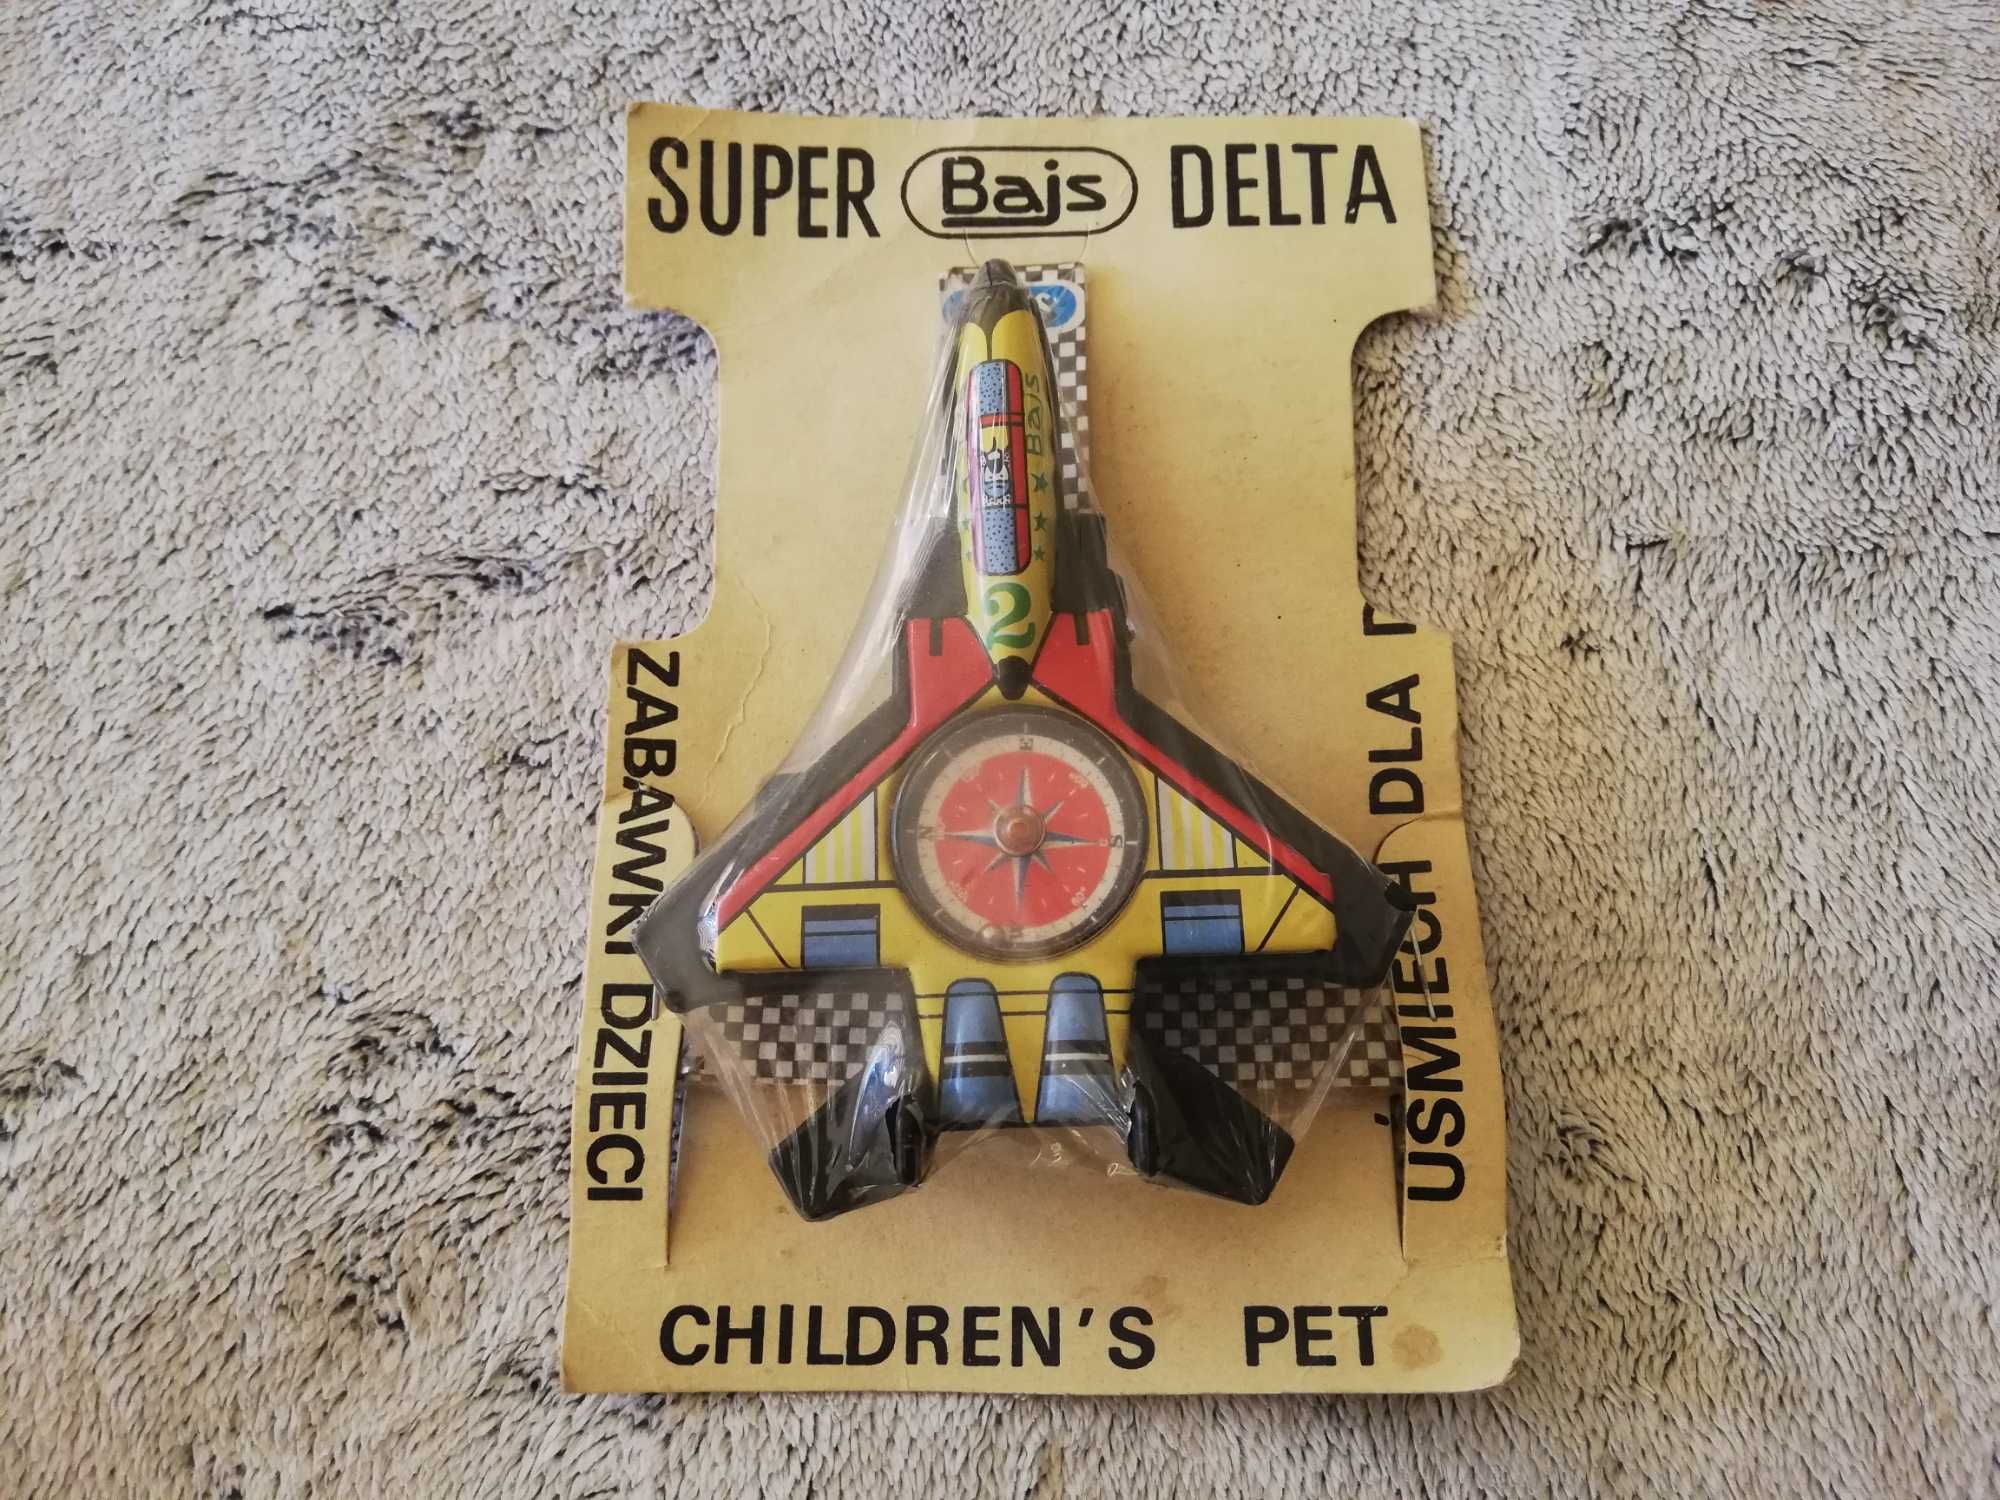 SUPER Bajs DELTA
Bajs
2
N
E
S
ZABAWKI DZIECI
UŚMIECH DLA
CHILDREN'S PET